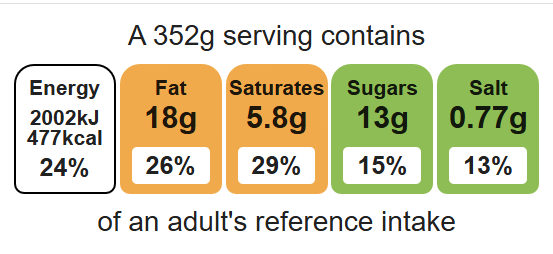 A 352g serving contains
Energy
2002kJ
477kcal
24%
Fat
18g
26%
Saturates
5.8g
29%
Sugars
13g
15%
Salt
0.77g
13%
of an adult's reference intake